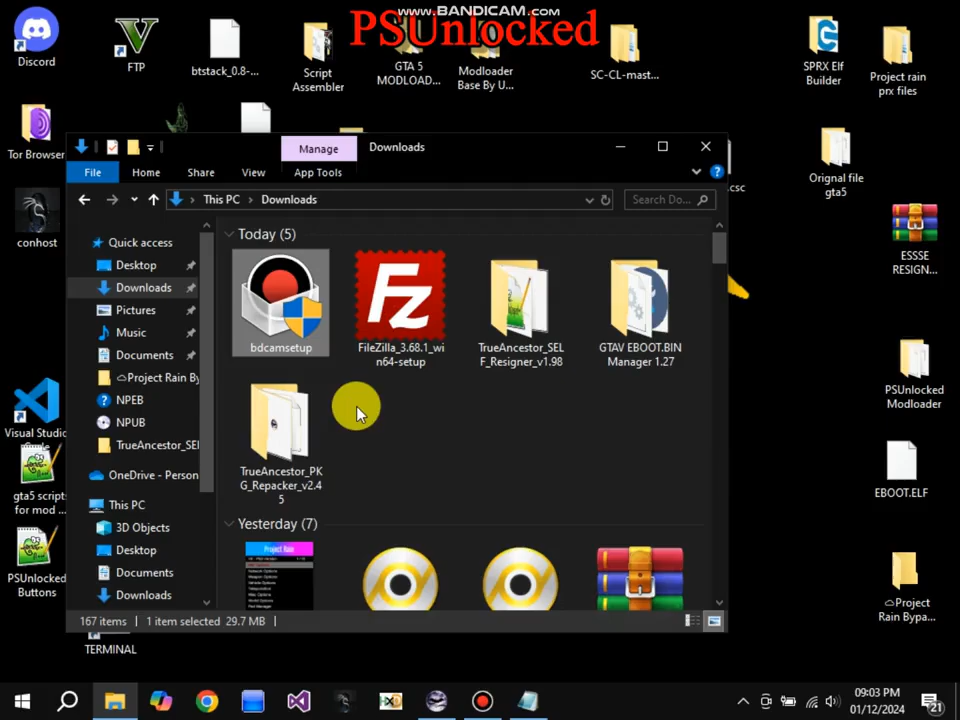 www.BANDICAM.com
PSUnlocked
Discord
FTP
btstack_0.8-...
Script
Assembler
GTA 5
MODLOAD...
Modloader
Base By U...
SC-CL-mast...
SPRX Elf
Builder
Project rain
prx files
Tor Browser
Manage
Downloads
File
Home
Share
View
App Tools
.csc
Orignal file
gta5
This PC
Downloads
Search Do...
conhost
ESSSE
RESIGN...
Quick access
Desktop
Downloads
Pictures
Music
Documents
Project Rain By
NPEB
NPUB
TrueAncestor_SEI
OneDrive - Person
This PC
3D Objects
Desktop
Documents
Downloads
Today (5)
bdcamsetup
FileZilla_3.68.1_wi
n64-setup
TrueAncestor_SEL
F_Resigner_v1.98
GTAV EBOOT.BIN
Manager 1.27
TrueAncestor_PK
G_Repacker_v2.4
5
Yesterday (7)
Project Rain
PSUnlocked
Modloader
Visual Studio
gta5 scripts
for mod ...
EBOOT.ELF
PSUnlocked
Buttons
Project
Rain Bypa...
167 items
1 item selected 29.7 MB
TERMINAL
09:03 PM
01/12/2024
21